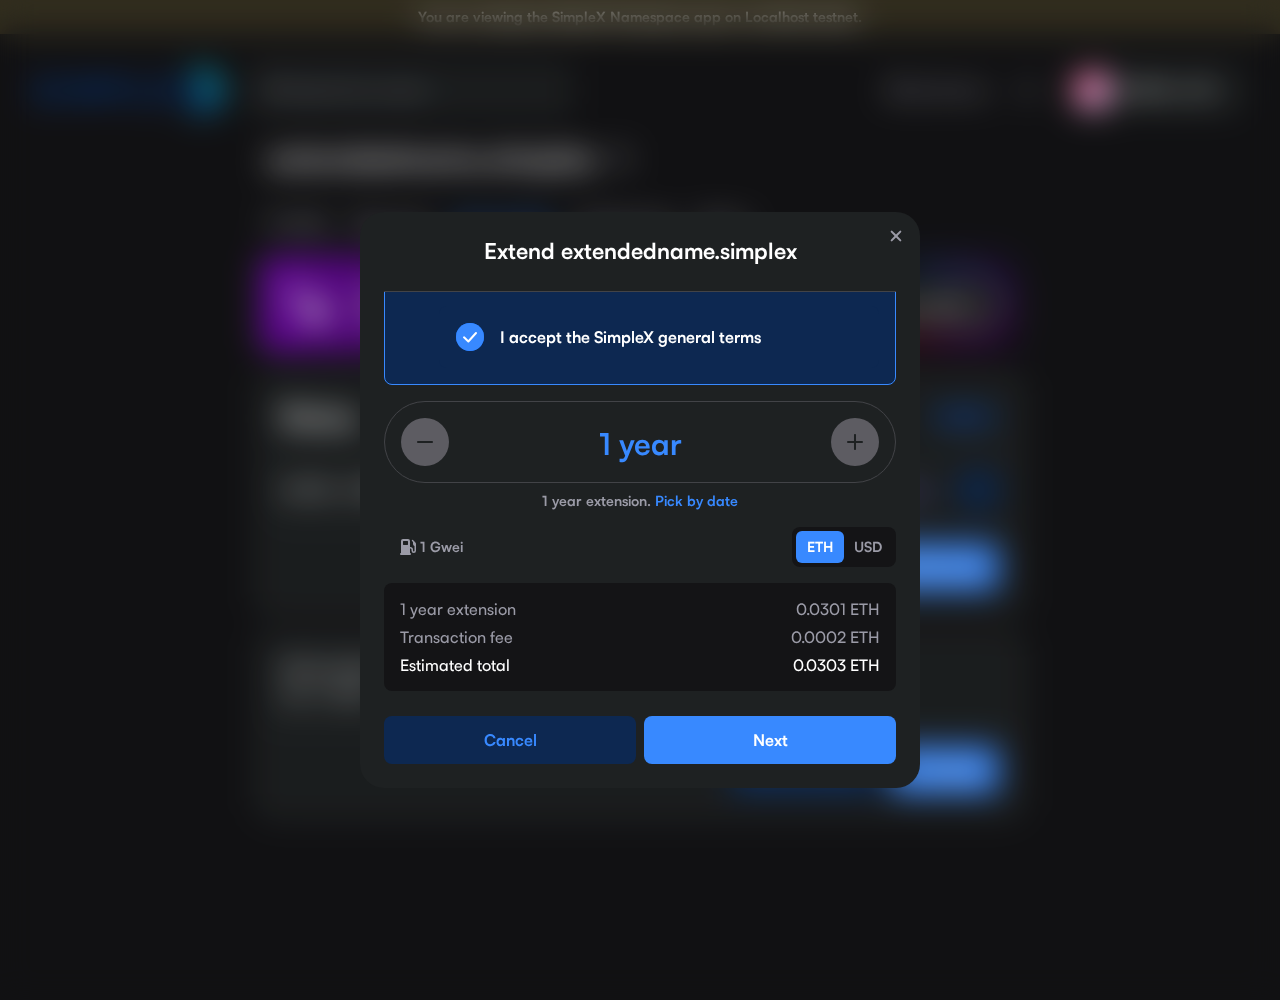 You are viewing the SimpleX Namespace app on Localhost testnet.
Extend extendedname.simplex
I accept the SimpleX general terms
1 year
1 year extension. Pick by date
1 Gwei
ETH USD
1 year extension 0.0301 ETH
Transaction fee 0.0002 ETH
Estimated total 0.0303 ETH
Cancel Next